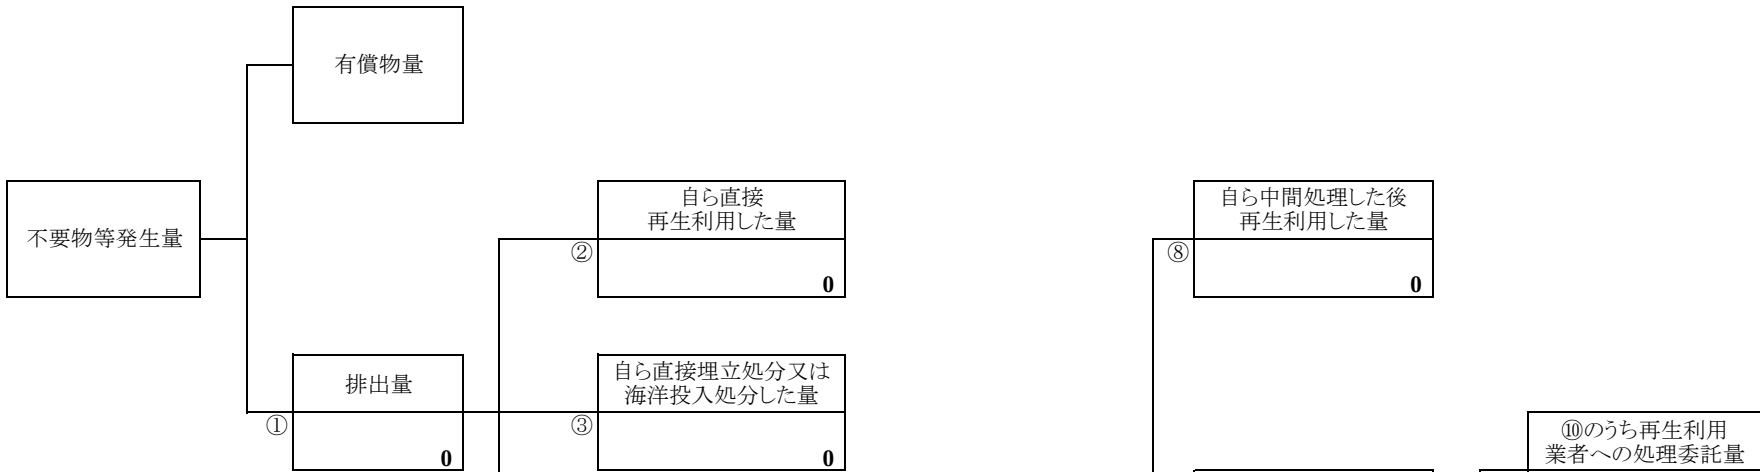 有償物量
不要物等発生量
自ら直接
再生利用した量
②
0
自ら中間処理した後
再生利用した量
⑧
0
排出量
①
0
自ら直接埋立処分又は
海洋投入処分した量
③
0
⑩のうち再生利用
業者への処理委託量